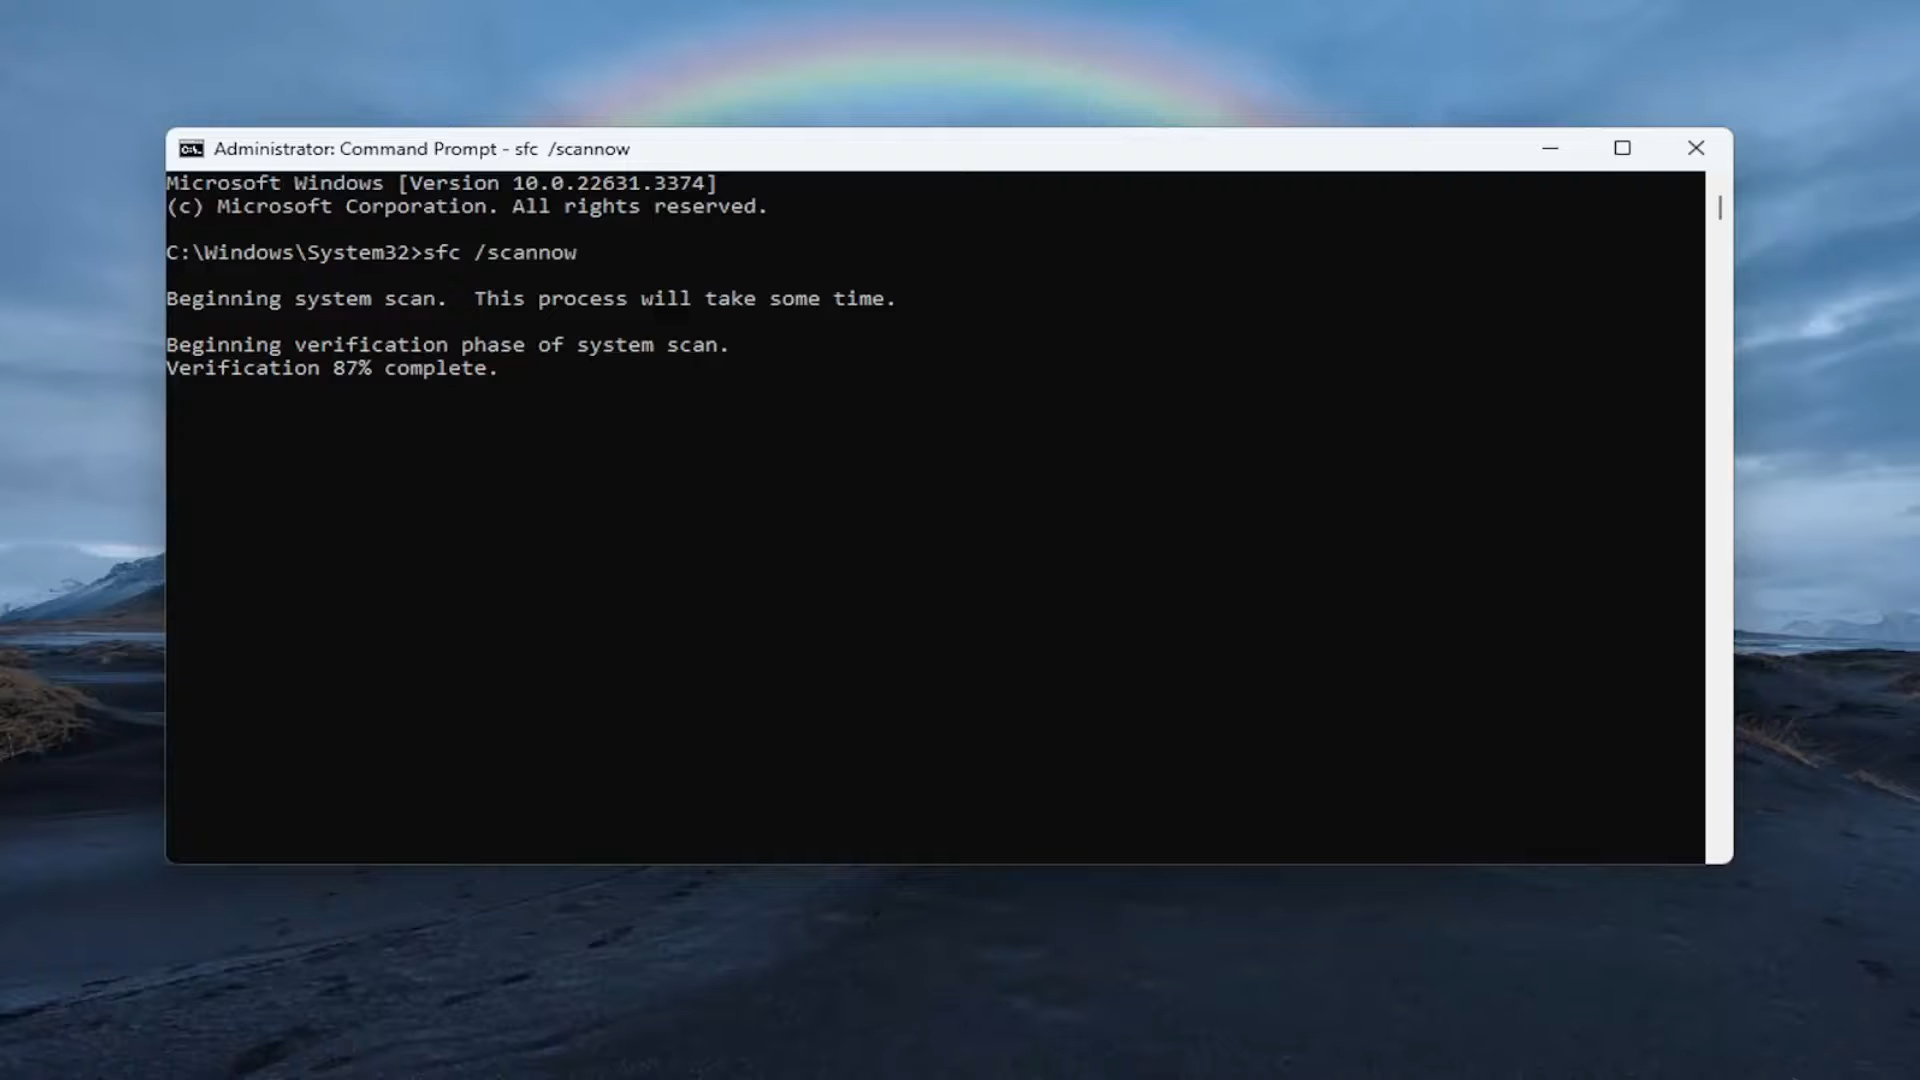 Administrator: Command Prompt - sfc  /scannow
Microsoft Windows [Version 10.0.22631.3374]
(c) Microsoft Corporation. All rights reserved.
C:\Windows\System32>sfc /scannow
Beginning system scan.  This process will take some time.
Beginning verification phase of system scan.
Verification 87% complete.